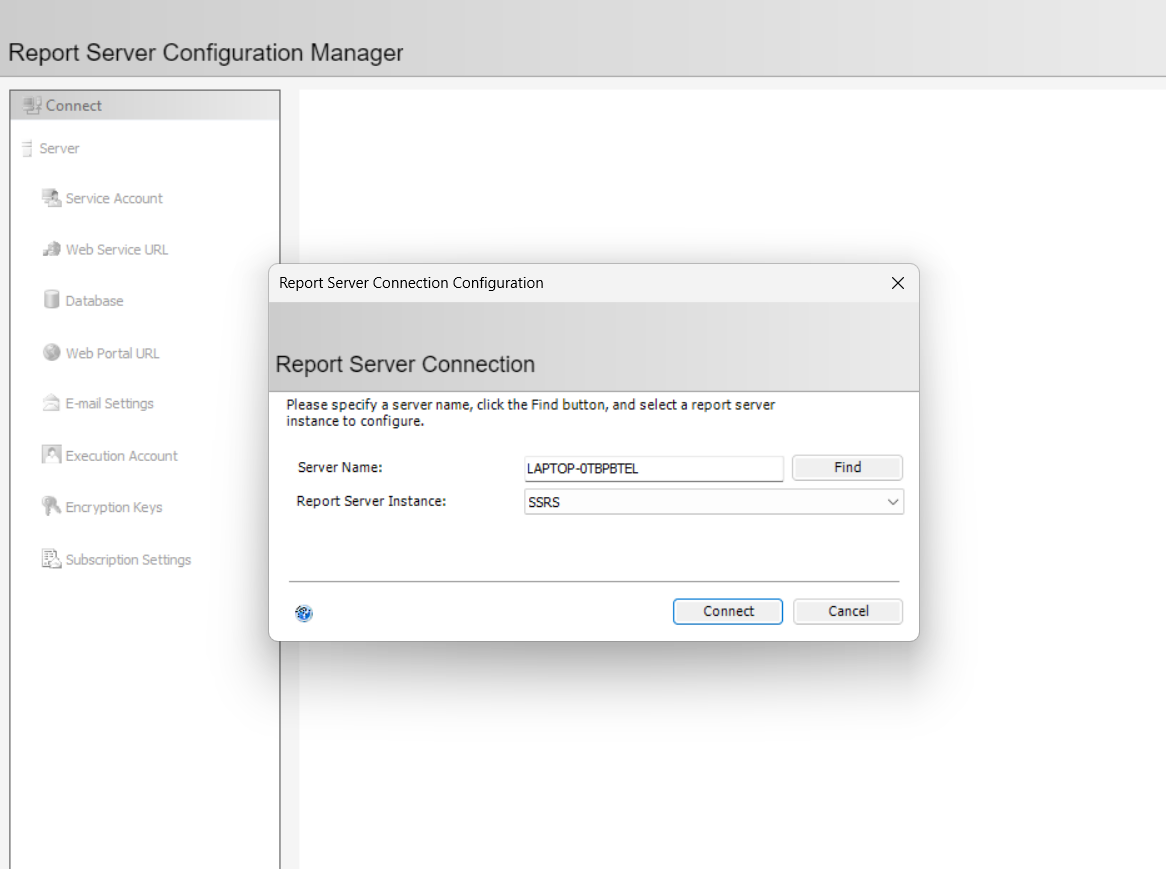 Report Server Configuration Manager
Connect
Server
Service Account
Web Service URL
Database
Web Portal URL
E-mail Settings
Execution Account
Encryption Keys
Subscription Settings
Report Server Connection Configuration
Report Server Connection
Please specify a server name, click the Find button, and select a report server
instance to configure.
Server Name:
LAPTOP-0TBPBTEL
Find
Report Server Instance:
SSRS
Connect
Cancel